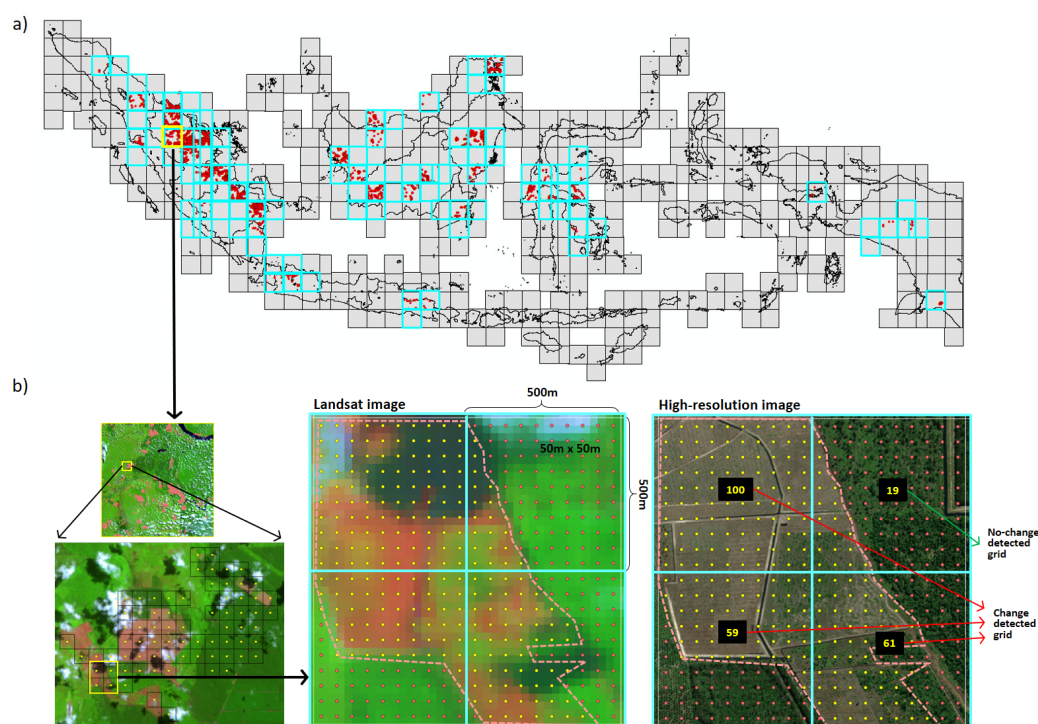 a)
b)
Landsat image
500m
High-resolution image
50m x 50m
500m
100
19
No-change
detected
grid
59
61
Change
detected
grid